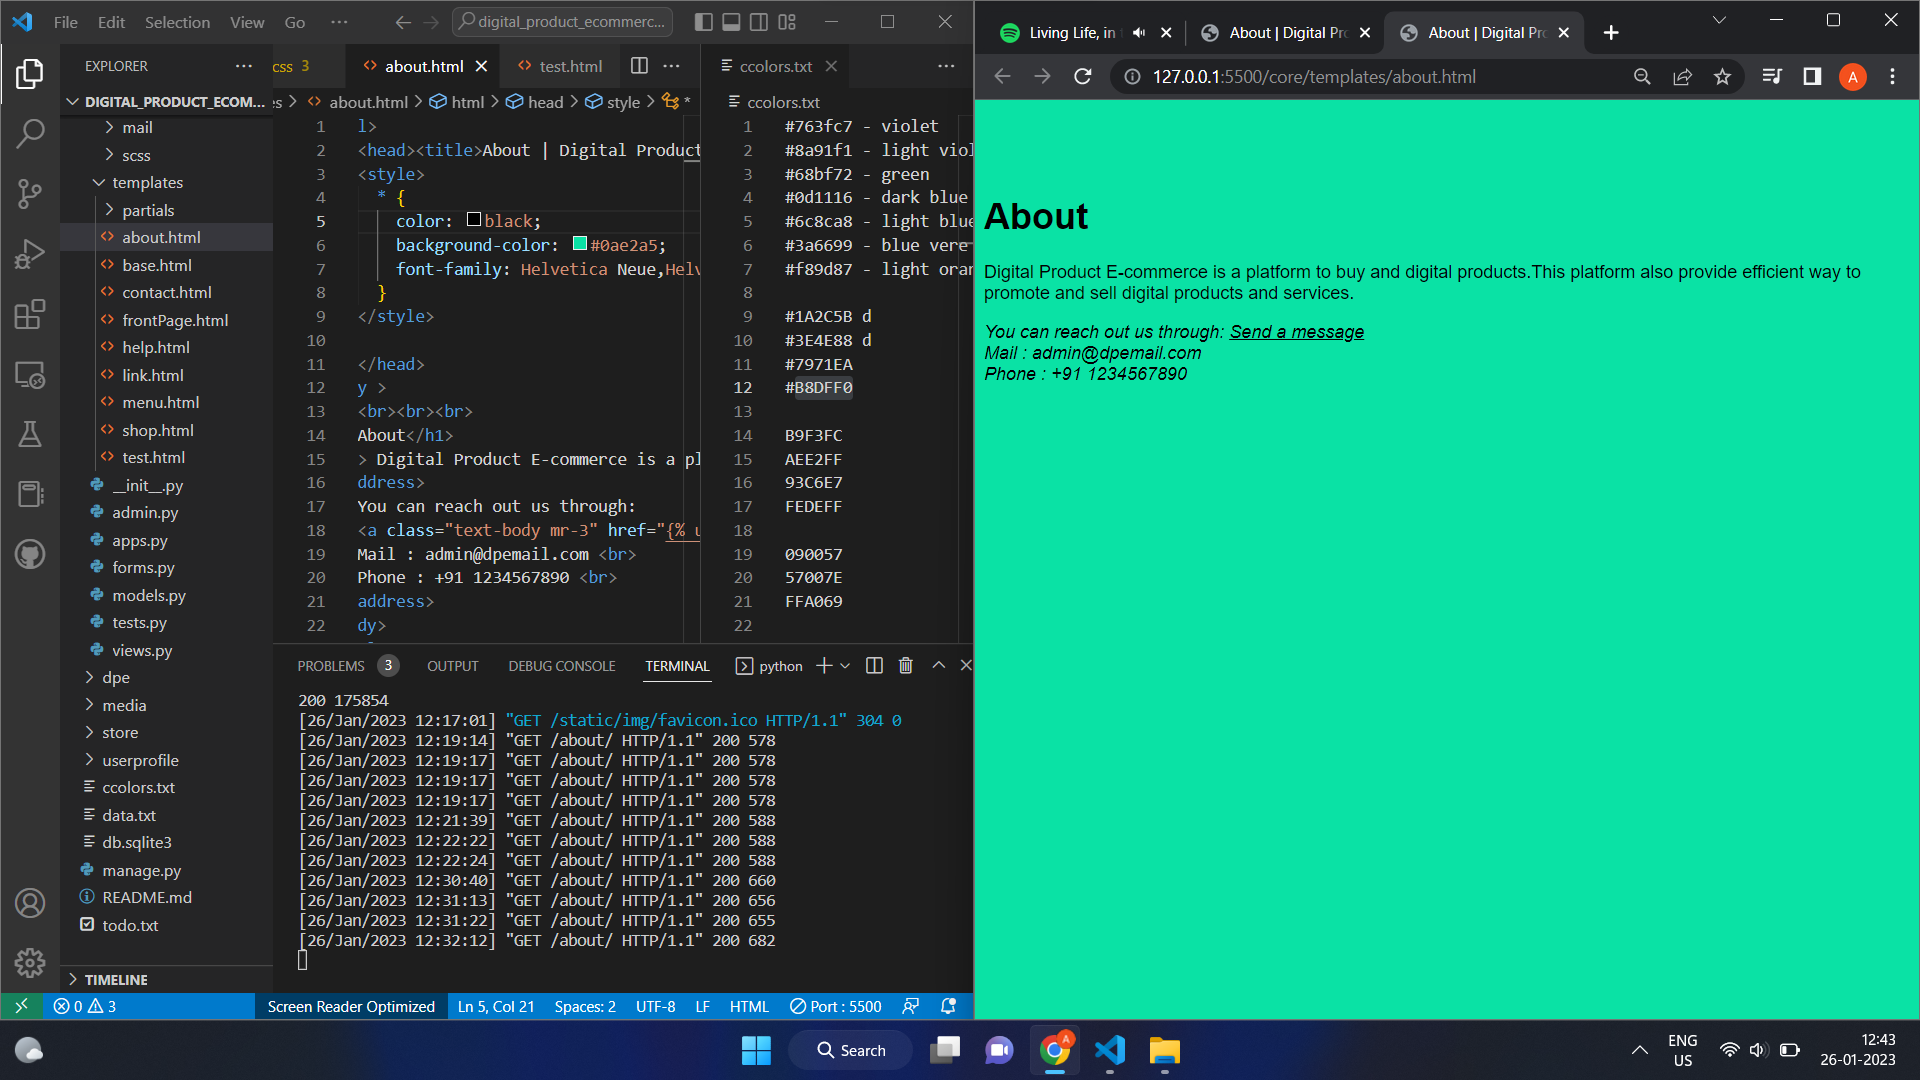 File Edit Selection View Go ···
digital_product_ecommerc...
EXPLORER ···
DIGITAL_PRODUCT_ECOM...
mail
scss
templates
partials
about.html
base.html
contact.html
frontPage.html
help.html
link.html
menu.html
shop.html
test.html
__init__.py
admin.py
apps.py
forms.py
models.py
tests.py
views.py
dpe
media
store
userprofile
ccolors.txt
data.txt
db.sqlite3
manage.py
README.md
todo.txt
TIMELINE
css 3 about.html test.html ···
es > about.html > html > head > style > *
1 l>
2 <head><title>About | Digital Product
3 <style>
4 * {
5 color: black;
6 background-color: #0ae2a5;
7 font-family: Helvetica Neue,Helv
8 }
9 </style>
10
11 </head>
12 y >
13 <br><br><br>
14 About</h1>
15 > Digital Product E-commerce is a pl
16 ddress>
17 You can reach out us through:
18 <a class="text-body mr-3" href="{% u
19 Mail : admin@dpemail.com <br>
20 Phone : +91 1234567890 <br>
21 address>
22 dy>
ccolors.txt ···
ccolors.txt
1 #763fc7 - violet
2 #8a91f1 - light viol
3 #68bf72 - green
4 #0d1116 - dark blue
5 #6c8ca8 - light blue
6 #3a6699 - blue vere
7 #f89d87 - light oran
8
9 #1A2C5B d
10 #3E4E88 d
11 #7971EA
12 #B8DFF0
13
14 B9F3FC
15 AEE2FF
16 93C6E7
17 FEDEFF
18
19 090057
20 57007E
21 FFA069
22
PROBLEMS 3 OUTPUT DEBUG CONSOLE TERMINAL python
200 175854
[26/Jan/2023 12:17:01] "GET /static/img/favicon.ico HTTP/1.1" 304 0
[26/Jan/2023 12:19:14] "GET /about/ HTTP/1.1" 200 578
[26/Jan/2023 12:19:17] "GET /about/ HTTP/1.1" 200 578
[26/Jan/2023 12:19:17] "GET /about/ HTTP/1.1" 200 578
[26/Jan/2023 12:19:17] "GET /about/ HTTP/1.1" 200 578
[26/Jan/2023 12:21:39] "GET /about/ HTTP/1.1" 200 588
[26/Jan/2023 12:22:22] "GET /about/ HTTP/1.1" 200 588
[26/Jan/2023 12:22:24] "GET /about/ HTTP/1.1" 200 588
[26/Jan/2023 12:30:40] "GET /about/ HTTP/1.1" 200 660
[26/Jan/2023 12:31:13] "GET /about/ HTTP/1.1" 200 656
[26/Jan/2023 12:31:22] "GET /about/ HTTP/1.1" 200 655
[26/Jan/2023 12:32:12] "GET /about/ HTTP/1.1" 200 682
0 3 Screen Reader Optimized Ln 5, Col 21 Spaces: 2 UTF-8 LF HTML Port : 5500
Living Life, in About | Digital Pr About | Digital Pr
127.0.0.1:5500/core/templates/about.html A
About
Digital Product E-commerce is a platform to buy and digital products.This platform also provide efficient way to
promote and sell digital products and services.
You can reach out us through: Send a message
Mail : admin@dpemail.com
Phone : +91 1234567890
Search A
ENG
US
12:43
26-01-2023